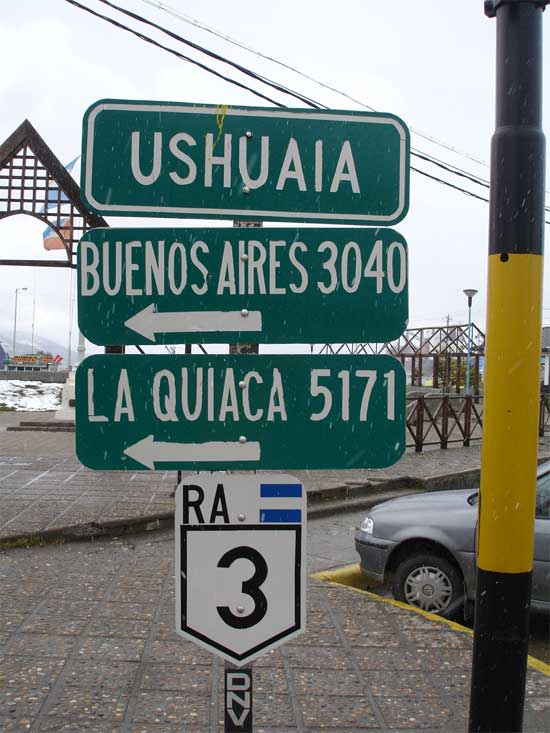 USHUAIA
BUENOS AIRES 3040
LA QUIACA 5171
RA
3
DNV